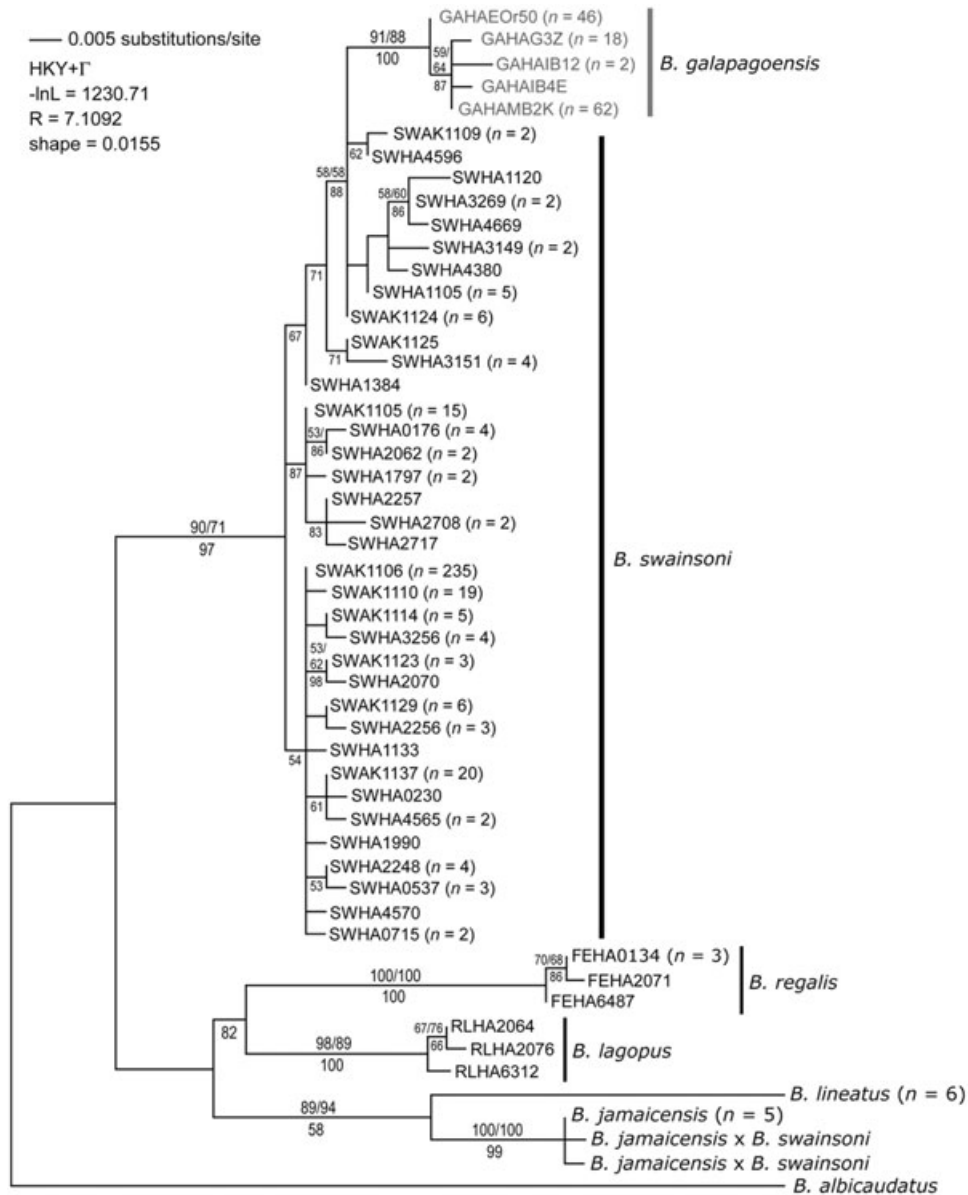 0.005 substitutions/site
HKY+Γ
-lnL = 1230.71
R = 7.1092
shape = 0.0155
91/88
100
GAHAEOr50 (n = 46)
59/
64
87
GAHAG3Z (n = 18)
GAHAIB12 (n = 2)
GAHAIB4E
GAHAMB2K (n = 62)
B. galapagoensis
SWAK1109 (n = 2)
62
SWHA4596
58/58
88
58/60
86
SWHA1120
SWHA3269 (n = 2)
SWHA4669
SWHA3149 (n = 2)
SWHA4380
SWHA1105 (n = 5)
71
SWAK1124 (n = 6)
SWAK1125
71
SWHA3151 (n = 4)
67
SWHA1384
SWAK1105 (n = 15)
53/
86
SWHA0176 (n = 4)
SWHA2062 (n = 2)
87
SWHA1797 (n = 2)
SWHA2257
83
SWHA2708 (n = 2)
SWHA2717
90/71
97
B. swainsoni
SWAK1106 (n = 235)
SWAK1110 (n = 19)
SWAK1114 (n = 5)
SWHA3256 (n = 4)
53/
62
98
SWAK1123 (n = 3)
SWHA2070
SWAK1129 (n = 6)
SWHA2256 (n = 3)
54
SWHA1133
SWAK1137 (n = 20)
61
SWHA0230
SWHA4565 (n = 2)
SWHA1990
SWHA2248 (n = 4)
53
SWHA0537 (n = 3)
SWHA4570
SWHA0715 (n = 2)
100/100
100
70/68
86
FEHA0134 (n = 3)
FEHA2071
FEHA6487
B. regalis
82
98/89
100
67/76
66
RLHA2064
RLHA2076
RLHA6312
B. lagopus
89/94
58
B. lineatus (n = 6)
100/100
99
B. jamaicensis (n = 5)
B. jamaicensis x B. swainsoni
B. jamaicensis x B. swainsoni
B. albicaudatus